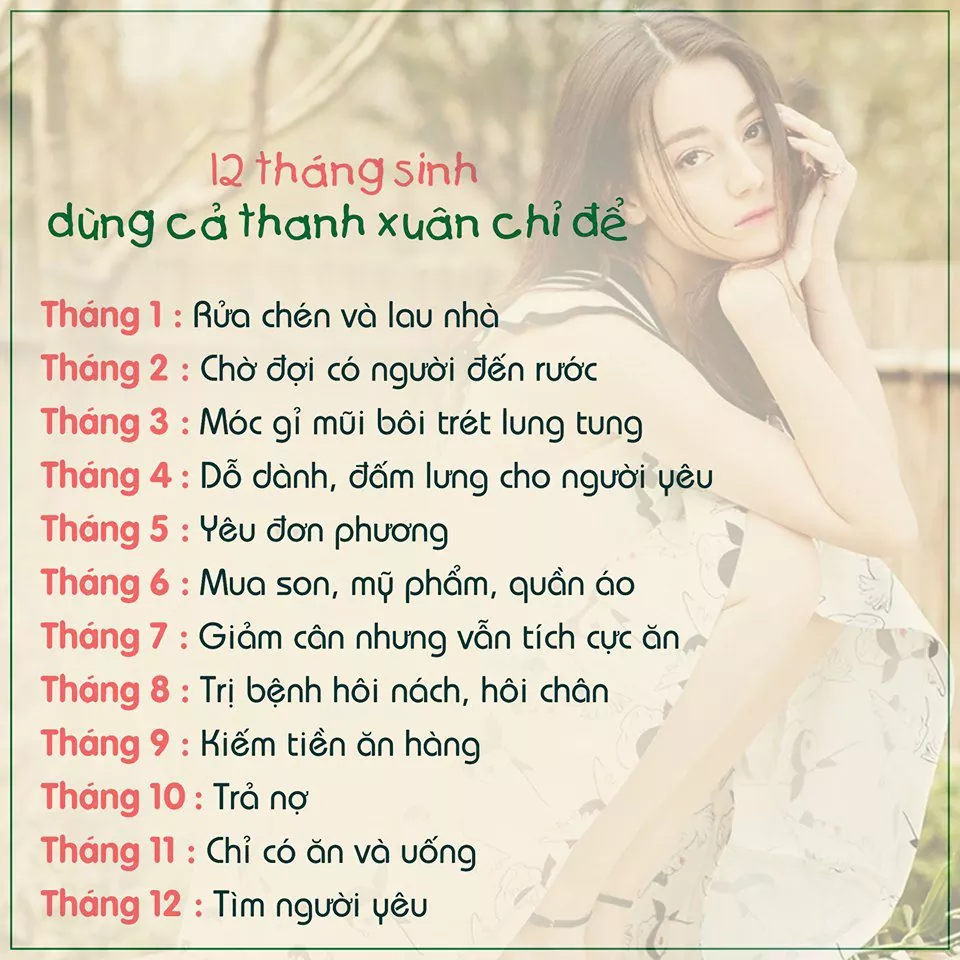 12 tháng sinh
dùng cả thanh xuân chỉ để
Tháng 1 : Rửa chén và lau nhà
Tháng 2 : Chờ đợi có người đến rước
Tháng 3 : Móc gỉ mũi bôi trét lung tung
Tháng 4 : Dỗ dành, đấm lưng cho người yêu
Tháng 5 : Yêu đơn phương
Tháng 6 : Mua son, mỹ phẩm, quần áo
Tháng 7 : Giảm cân nhưng vẫn tích cực ăn
Tháng 8 : Trị bệnh hôi nách, hôi chân
Tháng 9 : Kiếm tiền ăn hàng
Tháng 10 : Trả nợ
Tháng 11 : Chỉ có ăn và uống
Tháng 12 : Tìm người yêu